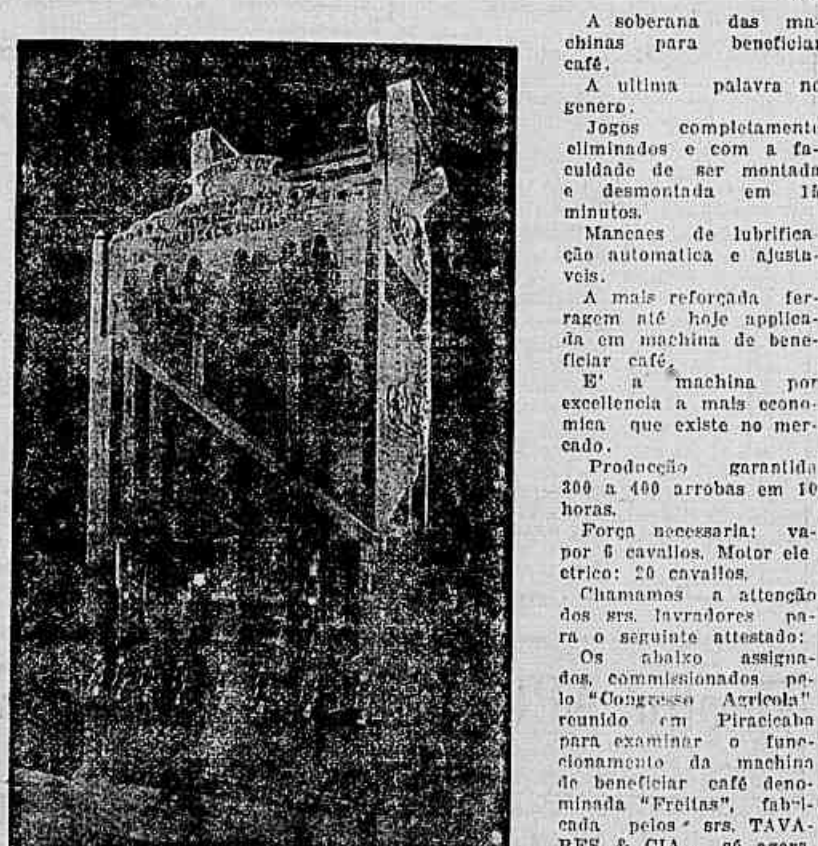 A soberana das ma-
chinas para beneficiar
café.
A ultima palavra no
genero.
Jogos completamente
eliminados e com a fa-
culdade de ser montada
e desmontada em 15
minutos.
Mancaes de lubrifica-
ção automatica e ajusta-
veis.
A mais reforçada fer-
ragem até hoje applica-
da em machina de bene-
ficiar café.
E' a machina por
excellencia a mais econo-
mica que existe no mer-
cado.
Producção garantida
300 a 400 arrobas em 10
horas.
Força necessaria: va-
por 6 cavallos. Motor ele
ctrico: 20 cavallos.
Chamamos a attenção
dos srs. lavradores pa-
ra o seguinte attestado:
Os abaixo assigna-
dos, commissionados pe-
lo "Congresso Agricola"
reunido em Piracicaba
para examinar o func-
cionamento da machina
de beneficiar café deno-
minada "Freitas", fabri-
cada pelos srs. TAVA-
RES & CIA.